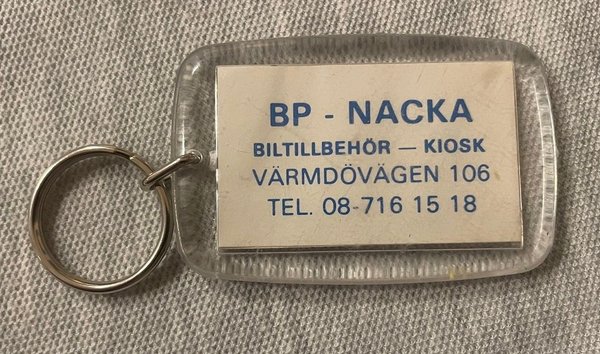 BP - NACKA
BILTILLBEHÖR — KIOSK
VÄRMDÖVÄGEN 106
TEL. 08-716 15 18